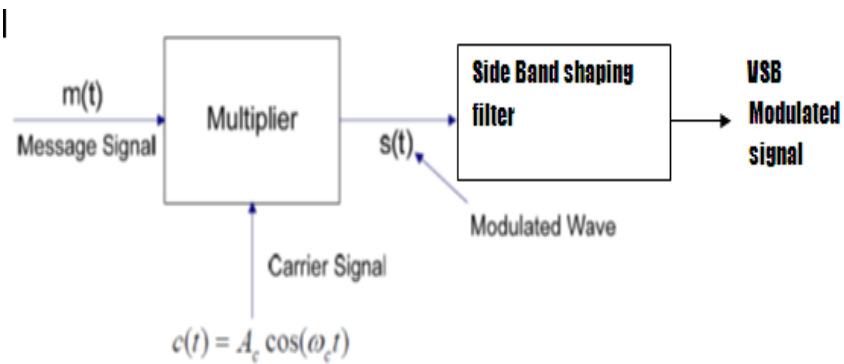 m(t)
Message Signal
Multiplier
s(t)
Side Band shaping
filter
VSB
Modulated
signal
Modulated Wave
Carrier Signal
c(t) = A_c cos(ω_c t)